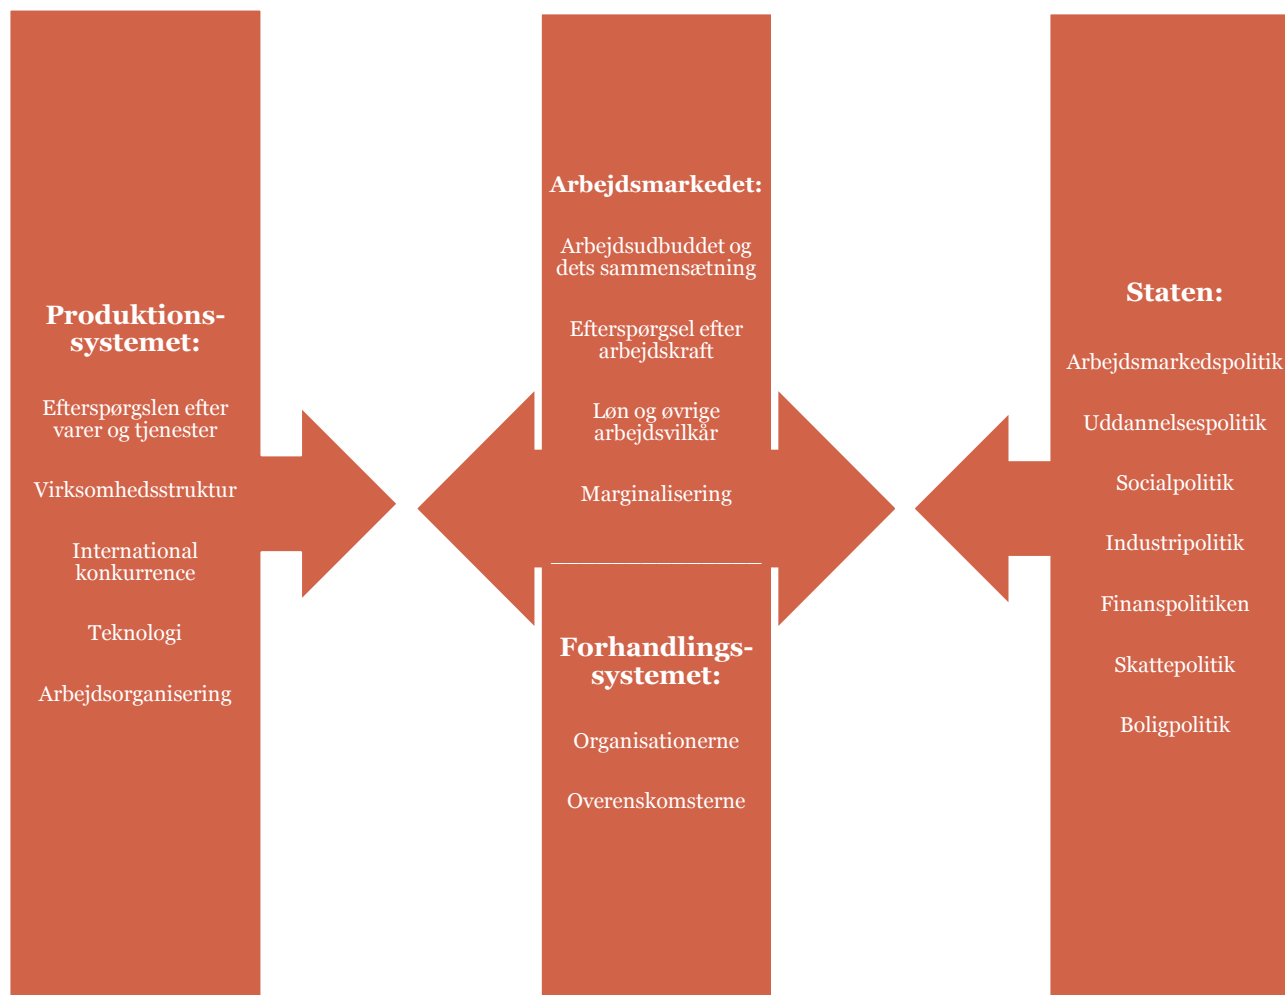 Produktions-
systemet:
Efterspørgslen efter
varer og tjenester
Virksomhedsstruktur
International
konkurrence
Teknologi
Arbejdsorganisering
Arbejdsmarkedet:
Arbejdsudbuddet og
dets sammensætning
Efterspørgsel efter
arbejdskraft
Løn og øvrige
arbejdsvilkår
Marginalisering
Forhandlings-
systemet:
Organisationerne
Overenskomsterne
Staten:
Arbejdsmarkedspolitik
Uddannelsespolitik
Socialpolitik
Industripolitik
Finanspolitiken
Skattepolitik
Boligpolitik